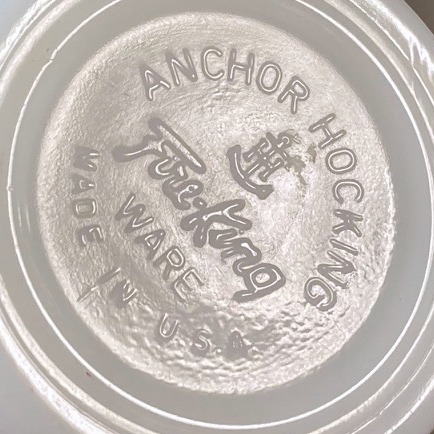 ANCHOR HOCKING
Fire-King
WARE
MADE IN U.S.A.